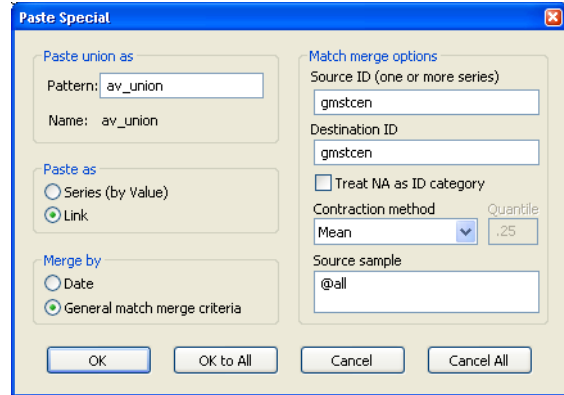 Paste Special
Paste union as
Pattern: av_union
Name: av_union
Paste as
Series (by Value)
Link
Merge by
Date
General match merge criteria
Match merge options
Source ID (one or more series)
gmstcen
Destination ID
gmstcen
Treat NA as ID category
Contraction method Quantile
Mean .25
Source sample
@all
OK OK to All Cancel Cancel All